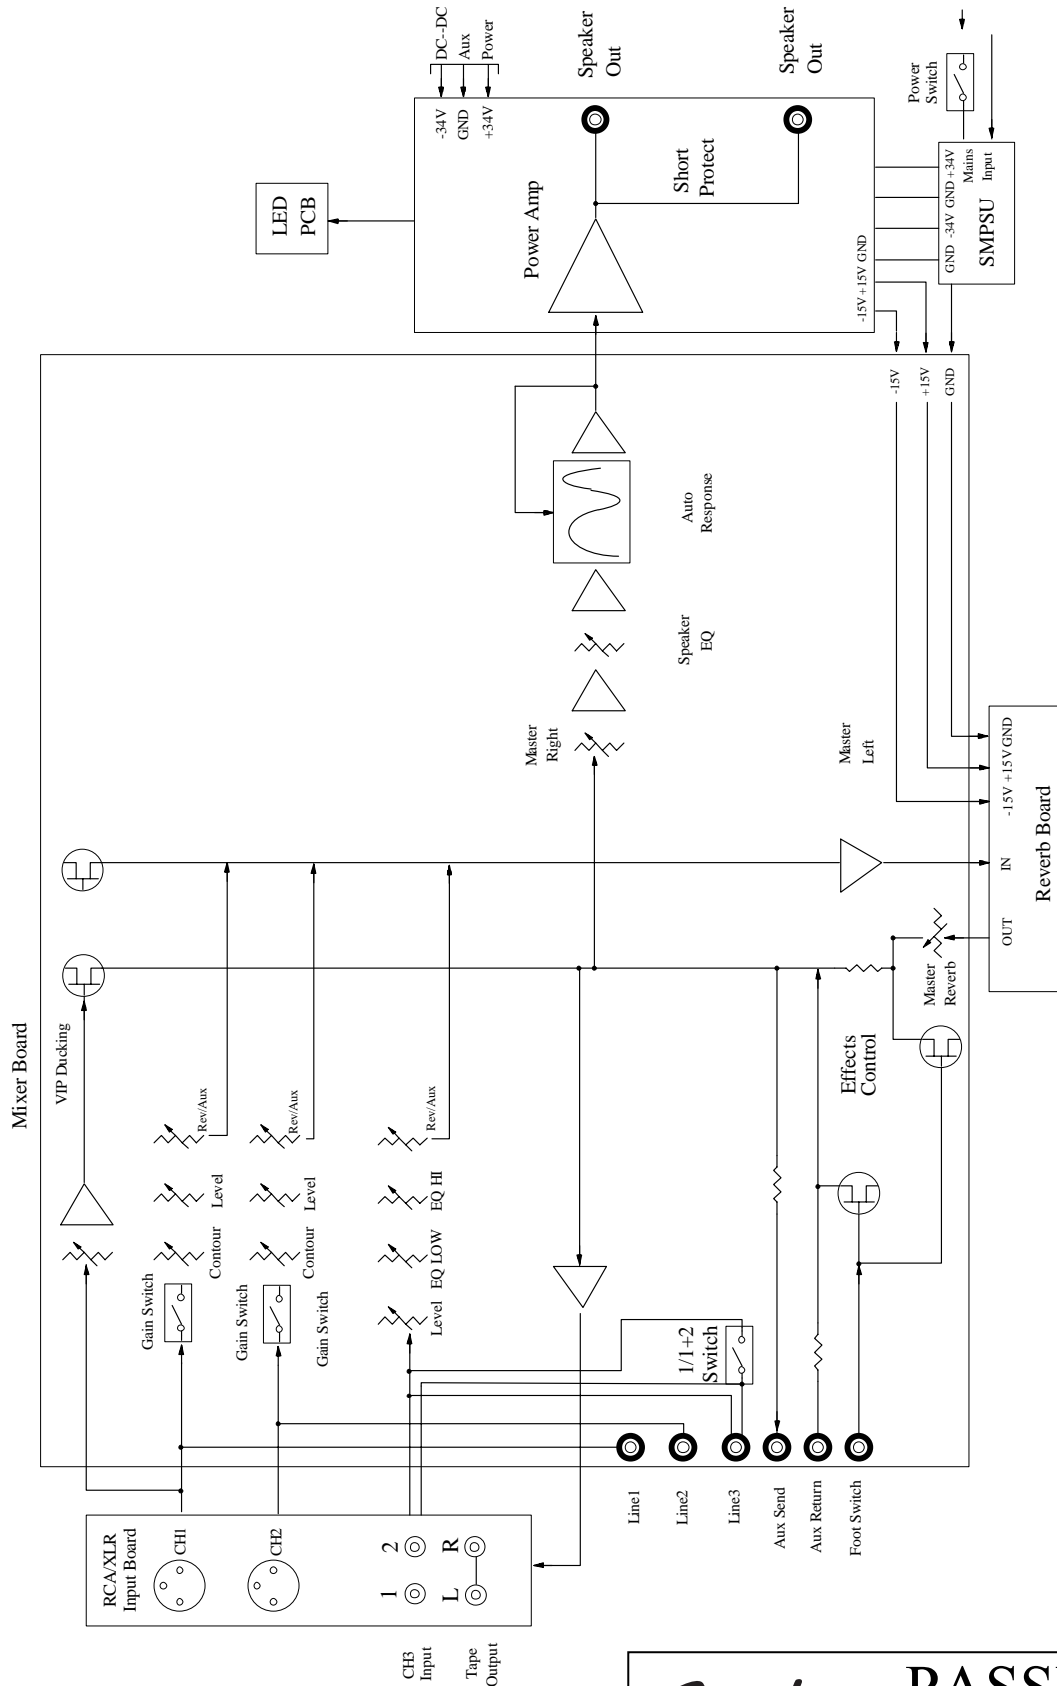 Mixer Board
VIP Ducking
RCA/XLR
Input Board
CH1
CH2
1
2
L
R
CH3
Input
Tape
Output
Gain Switch
Contour
Level
Rev/Aux
Gain Switch
Gain Switch
Contour
Level
Rev/Aux
Level
EQ LOW
EQ HI
Rev/Aux
1/1+2
Switch
Line1
Line2
Line3
Aux Send
Aux Return
Foot Switch
Effects
Control
Master
Reverb
Master
Right
Master
Left
Speaker
EQ
Auto
Response
-15V
+15V
GND
OUT
IN
-15V +15V GND
Reverb Board
LED
PCB
Power Amp
Short
Protect
-34V
GND
+34V
DC--DC
Aux
Power
Speaker
Out
Speaker
Out
-15V +15V GND
GND -34V GND +34V
SMPSU
Mains
Input
Power
Switch